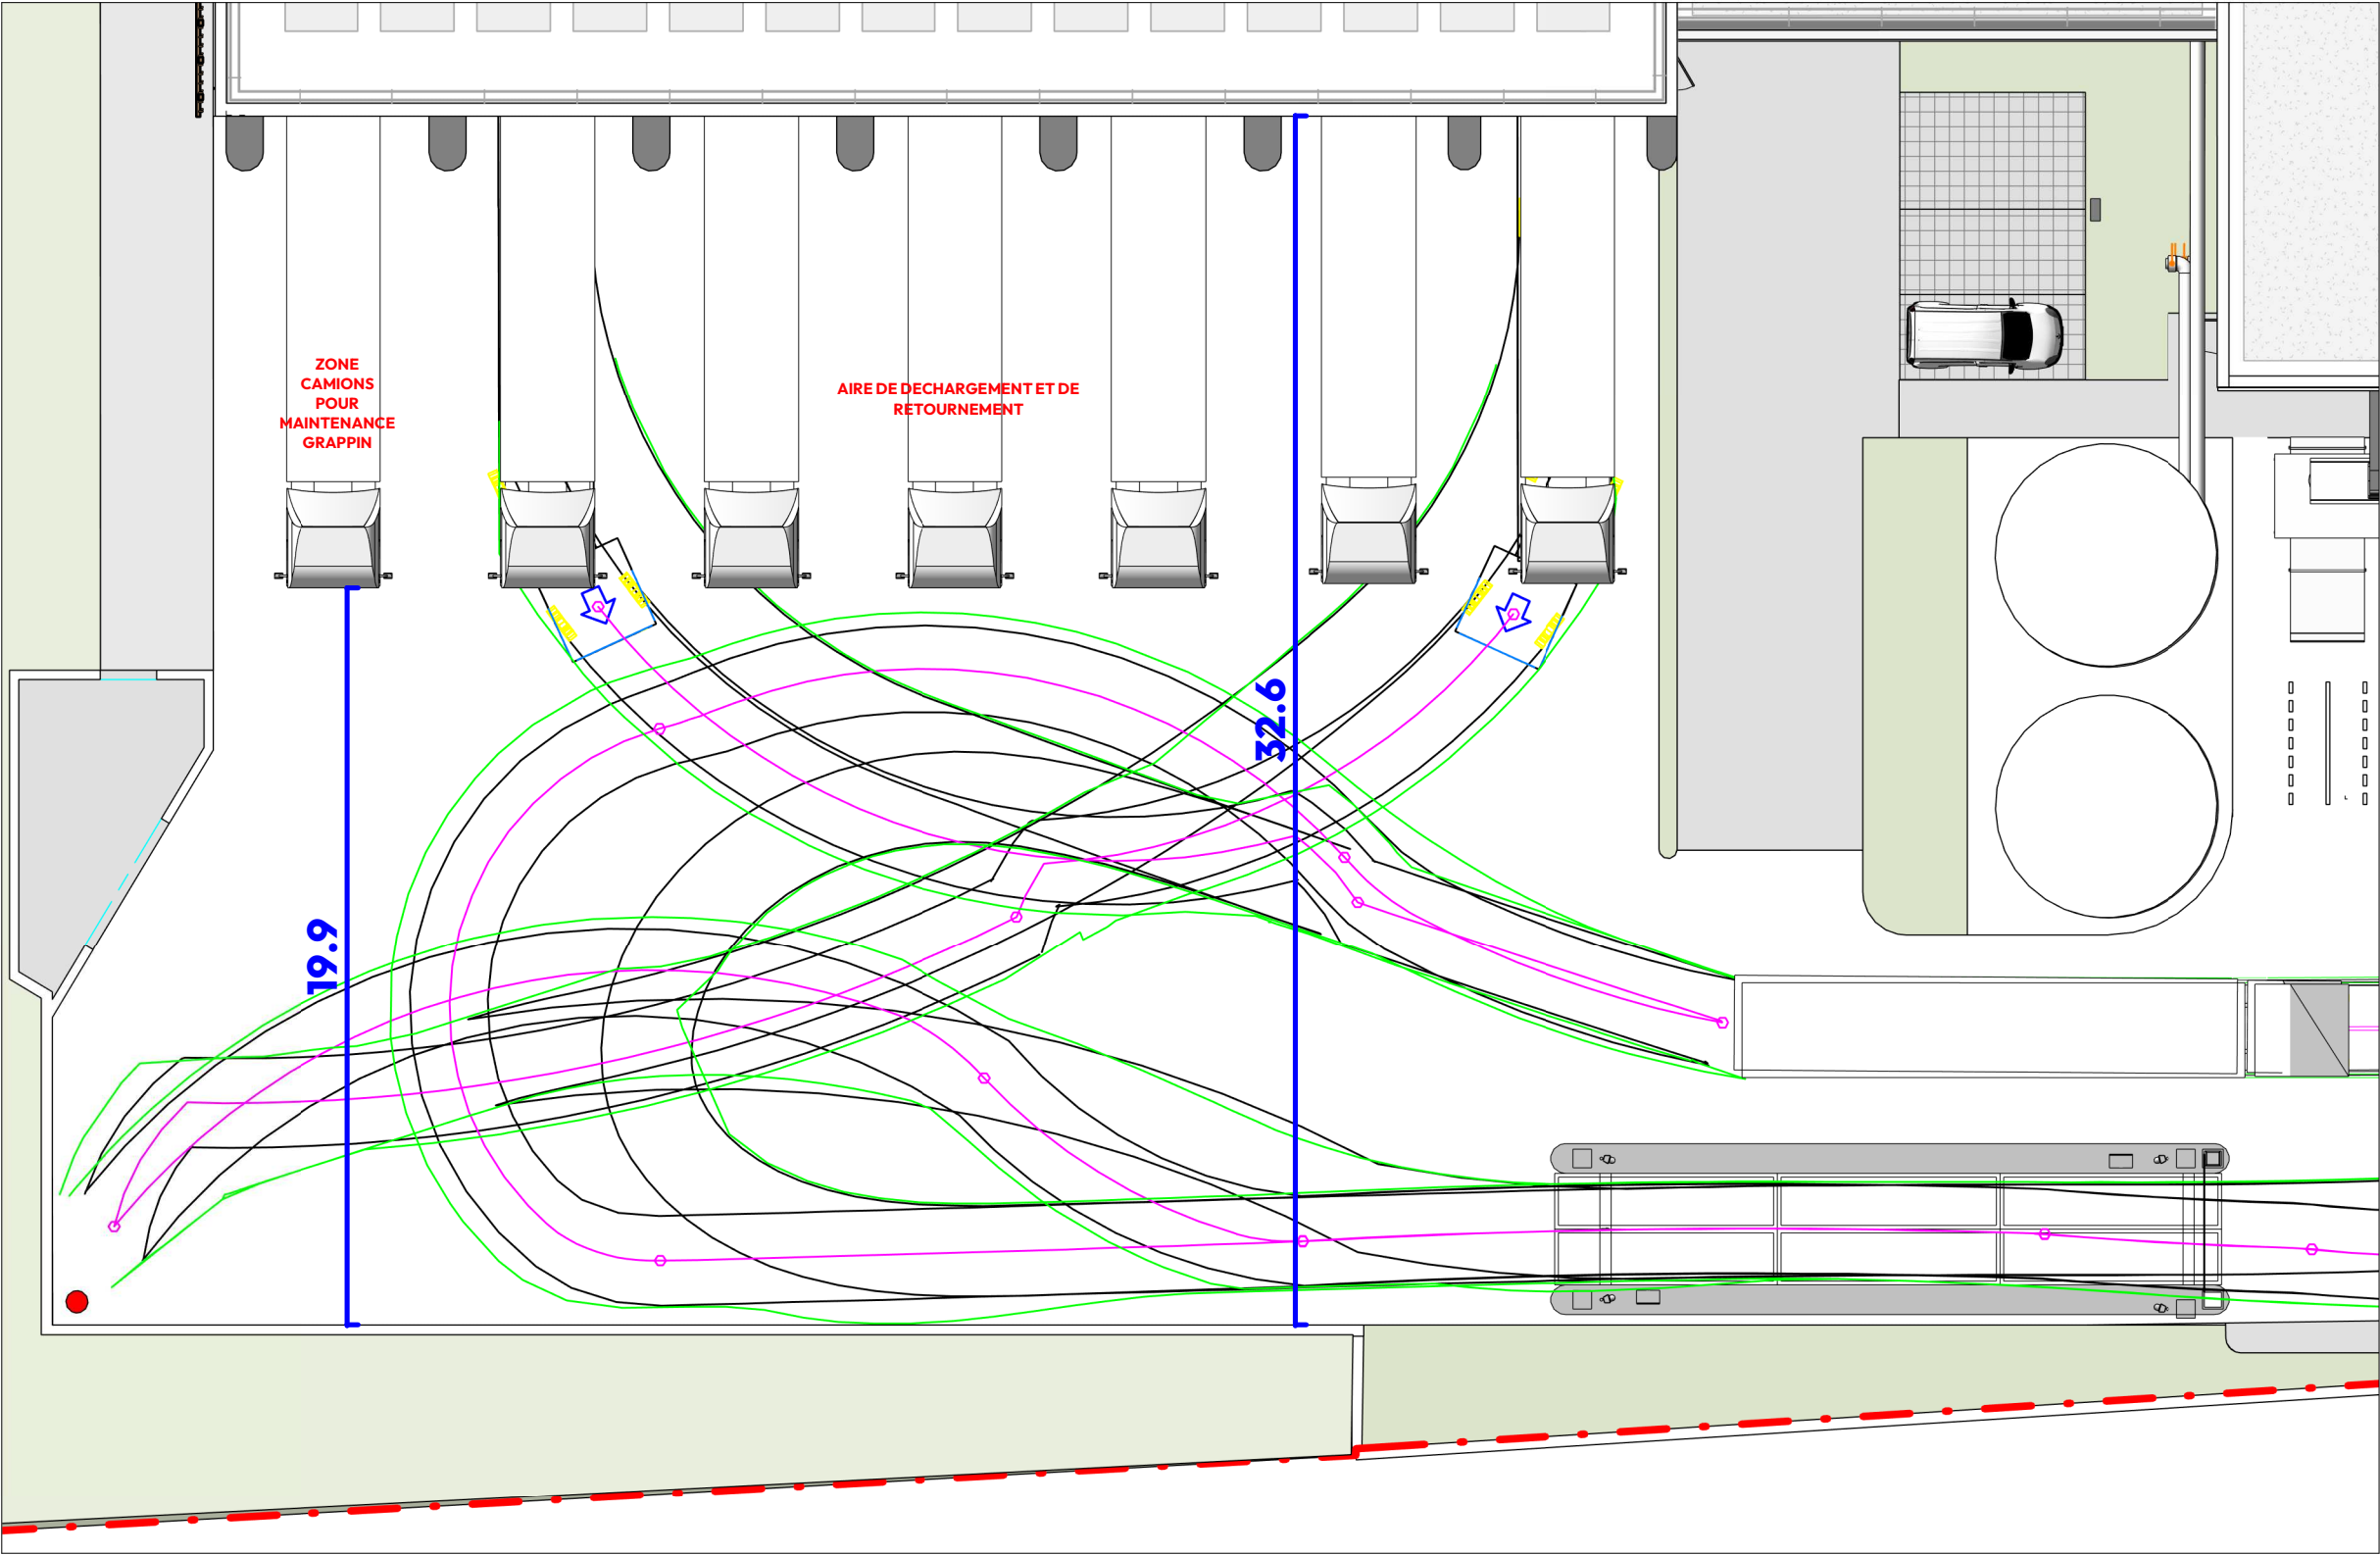 ZONE
CAMIONS
POUR
MAINTENANCE
GRAPPIN
AIRE DE DECHARGEMENT ET DE
RETOURNEMENT
32.6
19.9